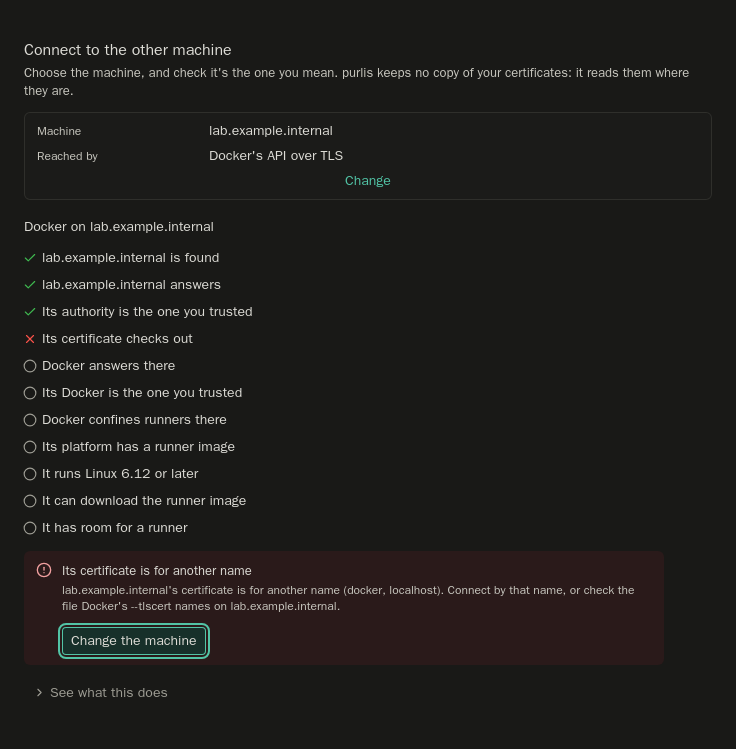 Connect to the other machine
Choose the machine, and check it's the one you mean. purlis keeps no copy of your certificates: it reads them where
they are.
Machine lab.example.internal
Reached by Docker's API over TLS
Change
Docker on lab.example.internal
lab.example.internal is found
lab.example.internal answers
Its authority is the one you trusted
Its certificate checks out
Docker answers there
Its Docker is the one you trusted
Docker confines runners there
Its platform has a runner image
It runs Linux 6.12 or later
It can download the runner image
It has room for a runner
Its certificate is for another name
lab.example.internal's certificate is for another name (docker, localhost). Connect by that name, or check the
file Docker's --tlscert names on lab.example.internal.
Change the machine
See what this does